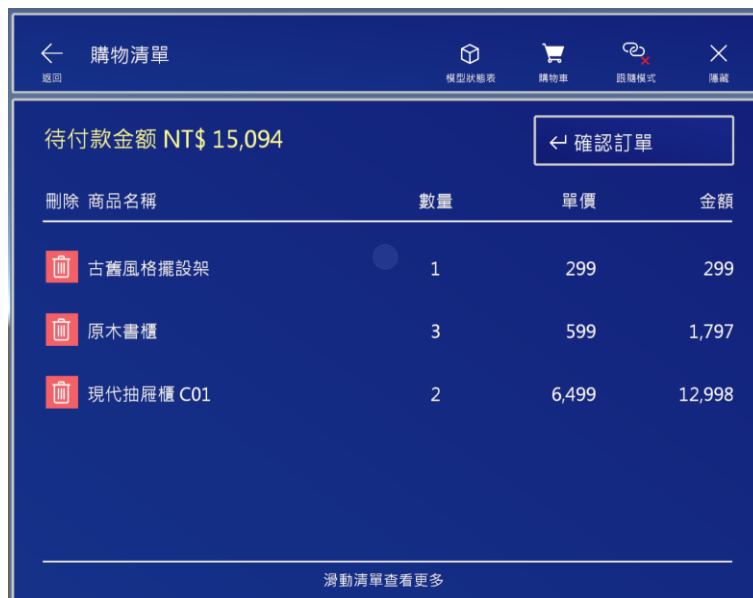 購物清單
返回
模型狀態表
購物車
跟隨模式
隱藏
待付款金额 NT$ 15,094
確認訂單
刪除 商品名稱 數量 單價 金額
古舊風格擺設架 1 299 299
原木書櫃 3 599 1,797
現代抽屜櫃 C01 2 6,499 12,998
滑動清單查看更多